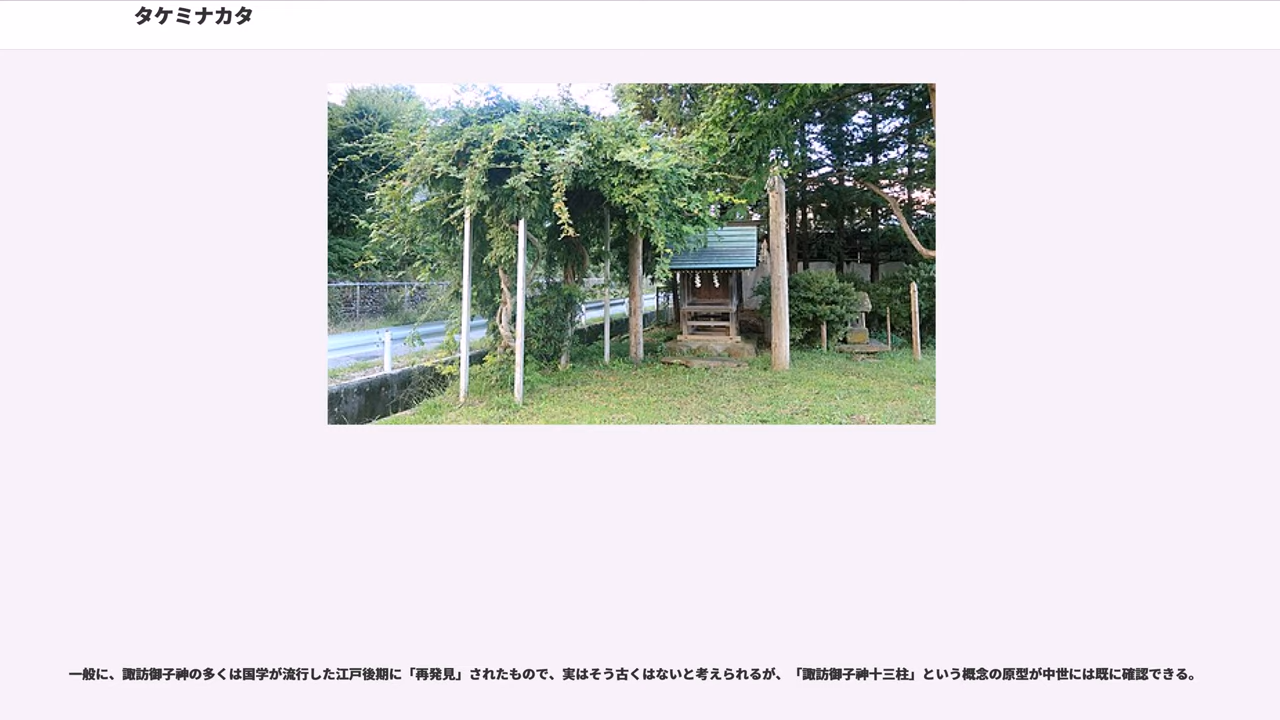 タケミナカタ
一般に、諏訪御子神の多くは国学が流行した江戸後期に「再発見」されたもので、実はそう古くはないと考えられるが、「諏訪御子神十三柱」という概念の原型が中世には既に確認できる。